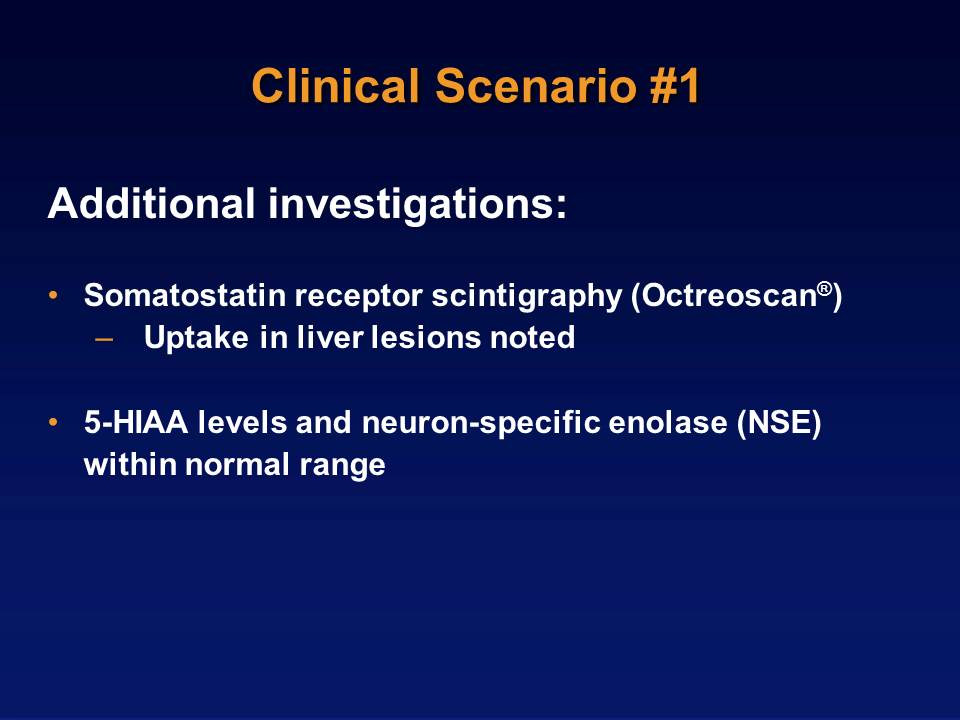 Clinical Scenario #1
Additional investigations:
• Somatostatin receptor scintigraphy (Octreoscan®)
– Uptake in liver lesions noted
• 5-HIAA levels and neuron-specific enolase (NSE)
within normal range